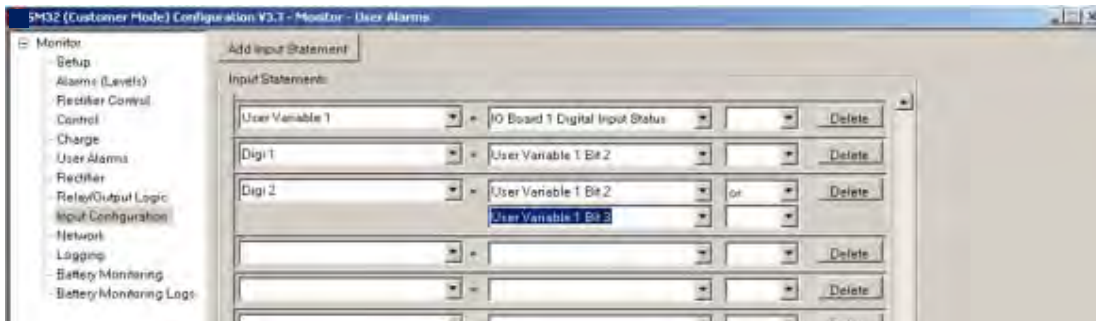 SM32 (Customer Mode) Configuration V3.7 - Monitor - User Alarms
Monitor
Setup
Alarms (Levels)
Rectifier Control
Control
Charge
User Alarms
Rectifier
Relay/Output Logic
Input Configuration
Network
Logging
Battery Monitoring
Battery Monitoring Logs
Add Input Statement
Input Statements
User Variable 1 = IO Board 1 Digital Input Status Delete
Digi 1 = User Variable 1 Bit 2 Delete
Digi 2 = User Variable 1 Bit 2 or Delete
User Variable 1 Bit 3
= Delete
= Delete